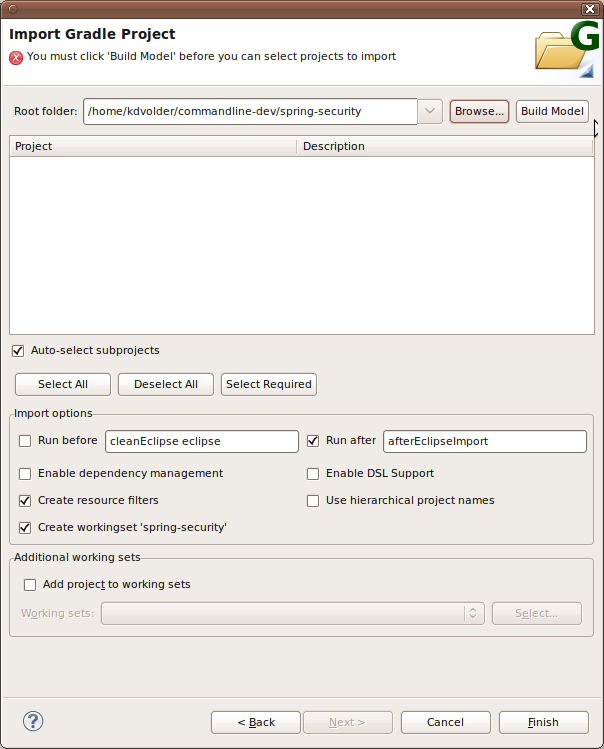 Import Gradle Project
You must click 'Build Model' before you can select projects to import
G
Root folder: /home/kdvolder/commandline-dev/spring-security Browse... Build Model
Project Description
Auto-select subprojects
Select All Deselect All Select Required
Import options
Run before cleanEclipse eclipse Run after afterEclipseImport
Enable dependency management Enable DSL Support
Create resource filters Use hierarchical project names
Create workingset 'spring-security'
Additional working sets
Add project to working sets
Working sets: Select...
? < Back Next > Cancel Finish